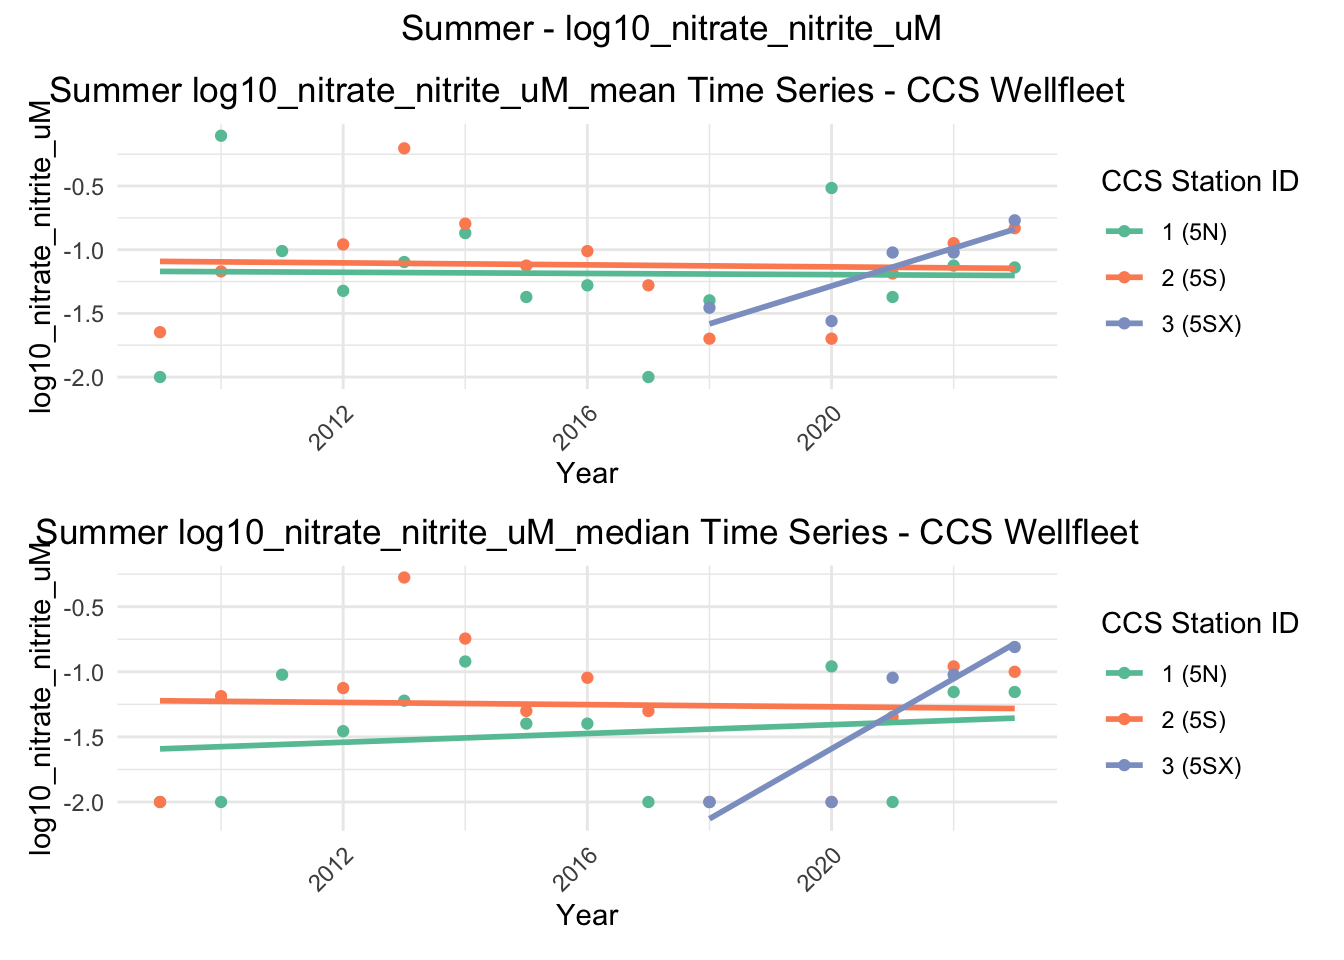 Summer - log10_nitrate_nitrite_uM
Summer log10_nitrate_nitrite_uM_mean Time Series - CCS Wellfleet
log10_nitrate_nitrite_uM
-0.5
-1.0
-1.5
-2.0
2012
2016
2020
Year
CCS Station ID
1 (5N)
2 (5S)
3 (5SX)
Summer log10_nitrate_nitrite_uM_median Time Series - CCS Wellfleet
log10_nitrate_nitrite_uM
-0.5
-1.0
-1.5
-2.0
2012
2016
2020
Year
CCS Station ID
1 (5N)
2 (5S)
3 (5SX)